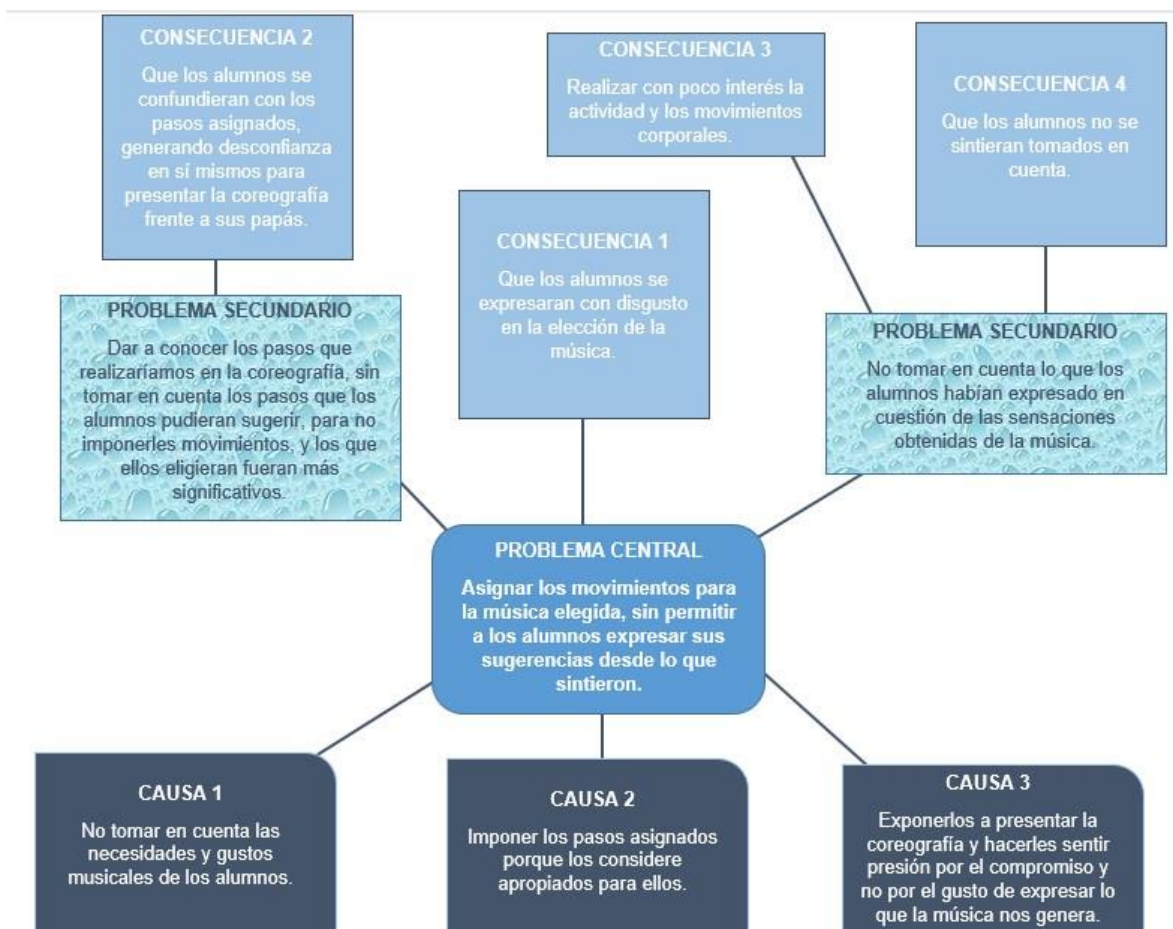 CONSECUENCIA 2
Que los alumnos se
confundieran con los
pasos asignados,
generando desconfianza
en sí mismos para
presentar la coreografía
frente a sus papás.
CONSECUENCIA 3
Realizar con poco interés la
actividad y los movimientos
corporales.
CONSECUENCIA 4
Que los alumnos no se
sintieran tomados en
cuenta.
CONSECUENCIA 1
Que los alumnos se
expresaran con disgusto
en la elección de la
música.
PROBLEMA SECUNDARIO
Dar a conocer los pasos que
realizaríamos en la coreografía, sin
tomar en cuenta los pasos que los
alumnos pudieran sugerir, para no
imponerles movimientos, y los que
ellos eligieran fueran más
significativos.
PROBLEMA SECUNDARIO
No tomar en cuenta lo que los
alumnos habían expresado en
cuestión de las sensaciones
obtenidas de la música.
PROBLEMA CENTRAL
Asignar los movimientos para
la música elegida, sin permitir
a los alumnos expresar sus
sugerencias desde lo que
sintieron.
CAUSA 1
No tomar en cuenta las
necesidades y gustos
musicales de los alumnos.
CAUSA 2
Imponer los pasos asignados
porque los considere
apropiados para ellos.
CAUSA 3
Exponerlos a presentar la
coreografía y hacerles sentir
presión por el compromiso y
no por el gusto de expresar lo
que la música nos genera.